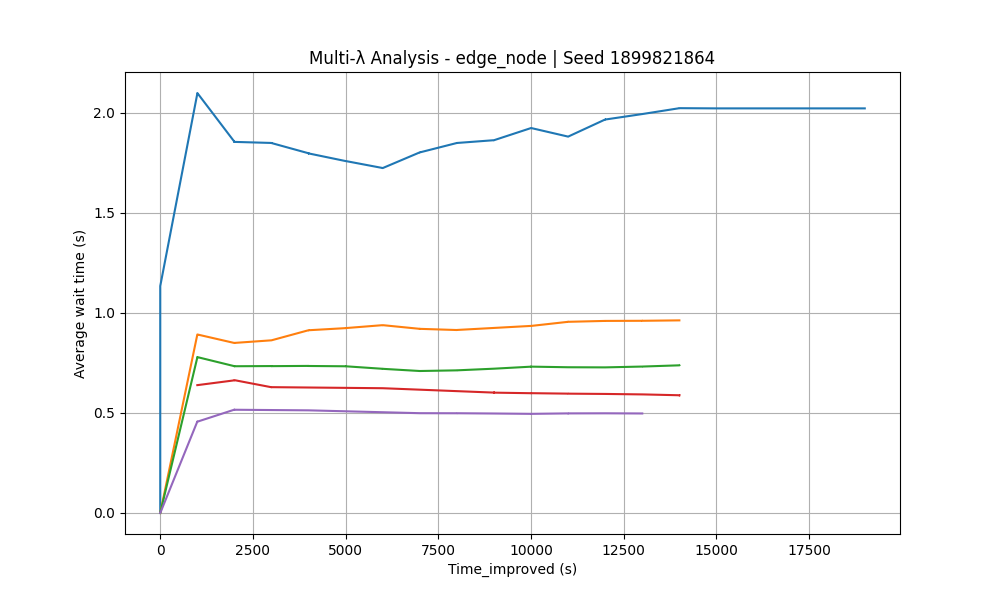 Multi-λ Analysis - edge_node | Seed 1899821864
Average wait time (s)
2.0
1.5
1.0
0.5
0.0
0 2500 5000 7500 10000 12500 15000 17500
Time_improved (s)